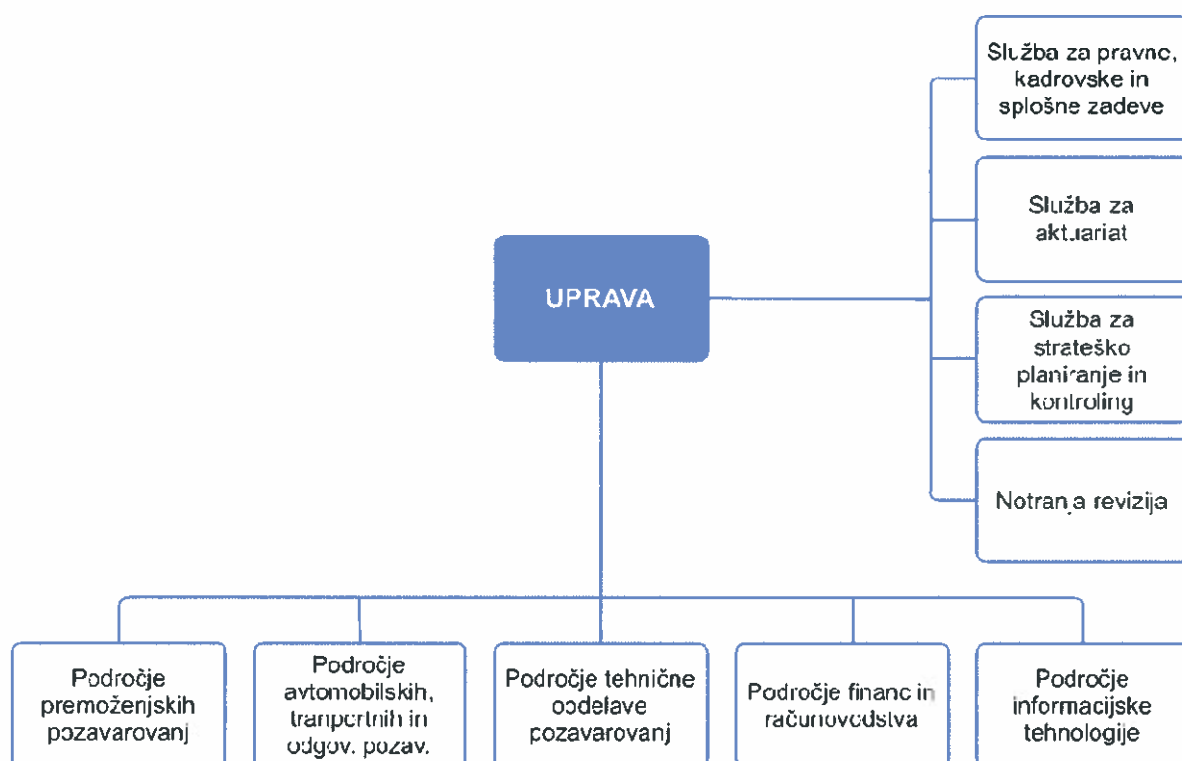 Služba za pravne,
kadrovske in
splošne zadeve
Služba za
aktuariat
UPRAVA
Služba za
strateško
planiranje in
kontroling
Notranja revizija
Področje
premoženjskih
pozavarovanj
Področje
avtomobilskih,
tranportnih in
odgov. pozav.
Področje tehnične
obdelave
pozavarovanj
Področje financ in
računovodstva
Področje
informacijske
tehnologije